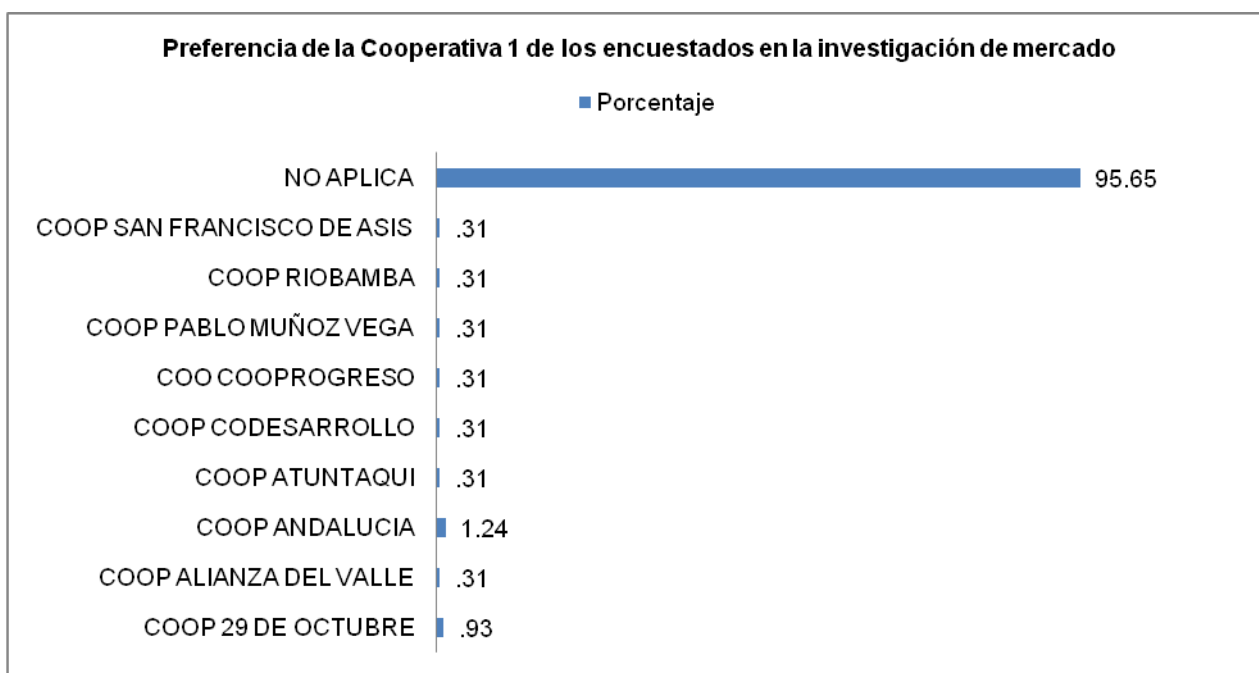 Preferencia de la Cooperativa 1 de los encuestados en la investigación de mercado
Porcentaje
NO APLICA 95.65
COOP SAN FRANCISCO DE ASIS .31
COOP RIOBAMBA .31
COOP PABLO MUÑOZ VEGA .31
COO COOPROGRESO .31
COOP CODESARROLLO .31
COOP ATUNTAQUI .31
COOP ANDALUCIA 1.24
COOP ALIANZA DEL VALLE .31
COOP 29 DE OCTUBRE .93